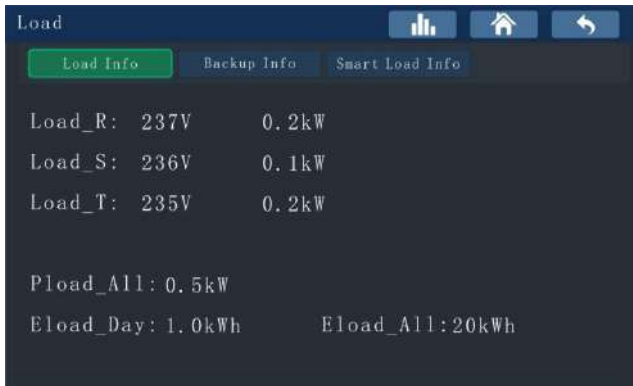 Load
Load Info Backup Info Smart Load Info
Load_R: 237V 0.2kW
Load_S: 236V 0.1kW
Load_T: 235V 0.2kW
Pload_All: 0.5kW
Eload_Day: 1.0kWh Eload_All:20kWh